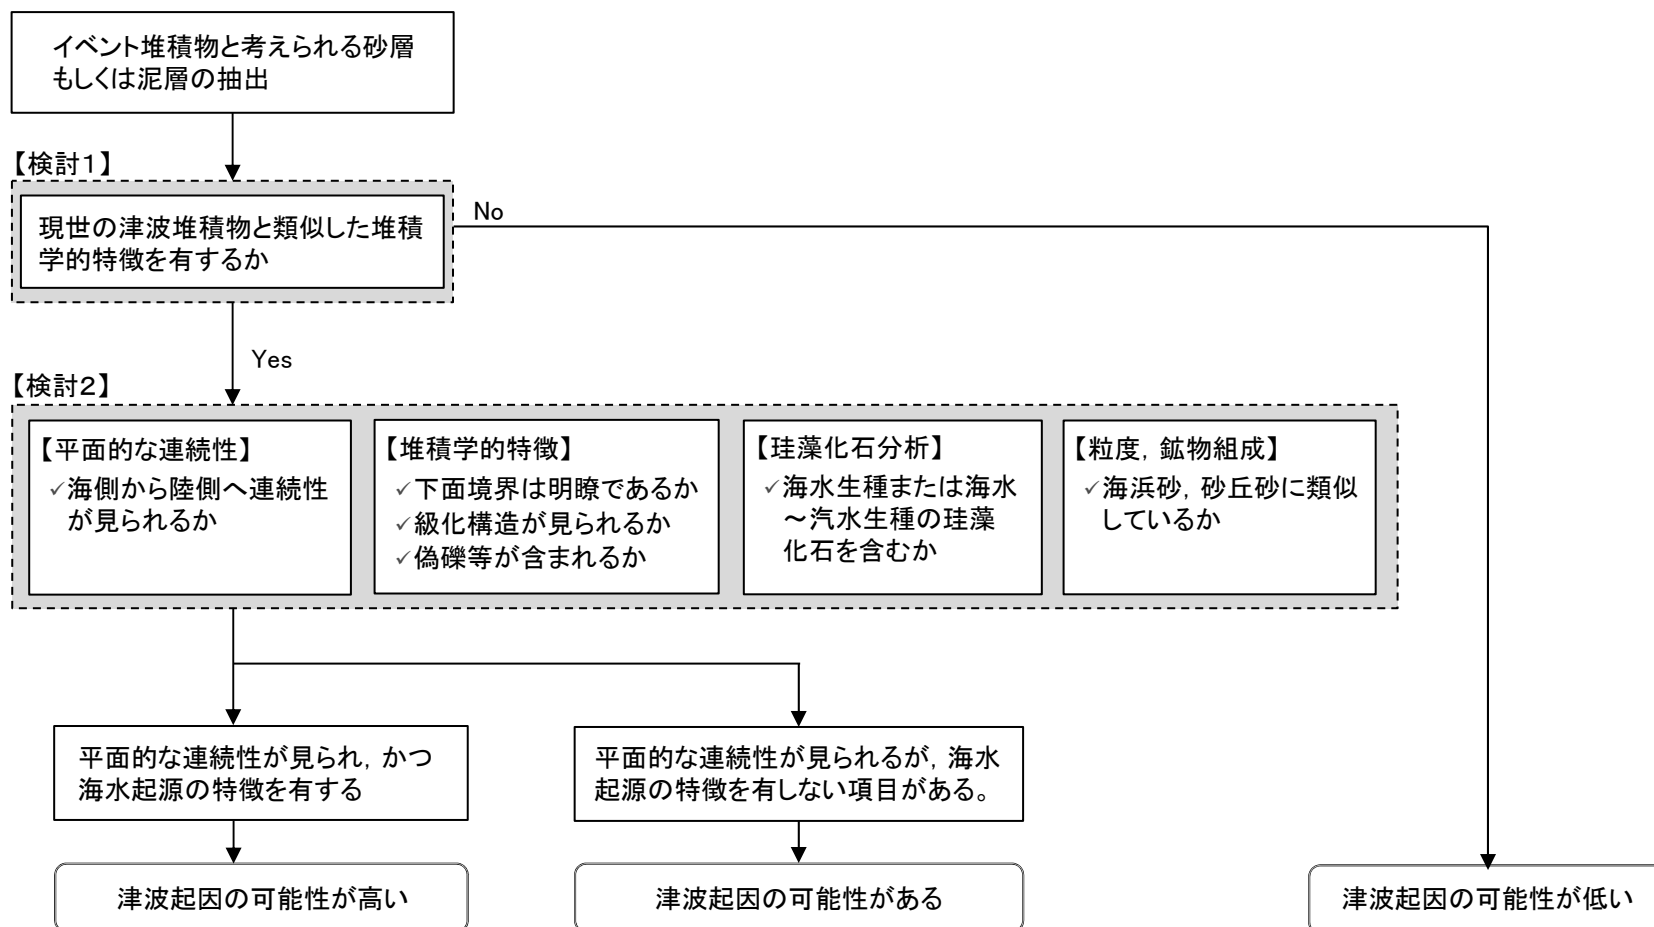 イベント堆積物と考えられる砂層
もしくは泥層の抽出
【検討1】
現世の津波堆積物と類似した堆積
学的特徴を有するか
No
Yes
【検討2】
【平面的な連続性】
✓海側から陸側へ連続性
が見られるか
【堆積学的特徴】
✓下面境界は明瞭であるか
✓級化構造が見られるか
✓偽礫等が含まれるか
【珪藻化石分析】
✓海水生種または海水
～汽水生種の珪藻
化石を含むか
【粒度，鉱物組成】
✓海浜砂，砂丘砂に類似
しているか
平面的な連続性が見られ，かつ
海水起源の特徴を有する
平面的な連続性が見られるが，海水
起源の特徴を有しない項目がある。
津波起因の可能性が高い
津波起因の可能性がある
津波起因の可能性が低い